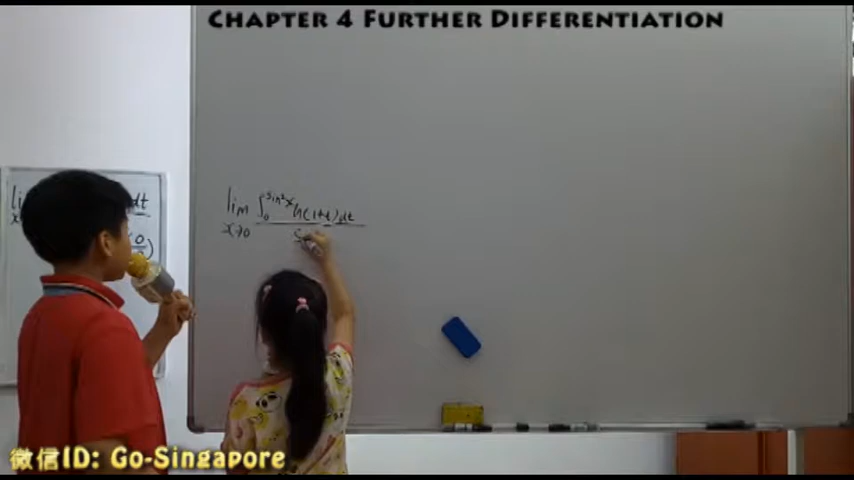 CHAPTER 4 FURTHER DIFFERENTIATION
lim ∫₀^sin²x ln(1+t)dt
x→0
微信ID: Go-Singapore